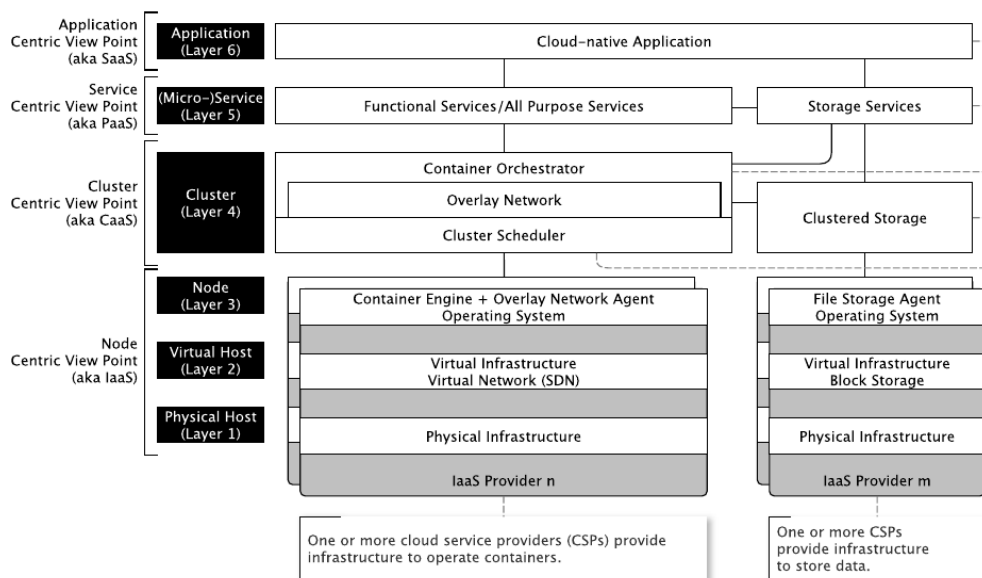 Application
Centric View Point
(aka SaaS)
Application
(Layer 6)
Cloud-native Application
Service
Centric View Point
(aka PaaS)
(Micro-)Service
(Layer 5)
Functional Services/All Purpose Services
Storage Services
Cluster
Centric View Point
(aka CaaS)
Cluster
(Layer 4)
Container Orchestrator
Overlay Network
Cluster Scheduler
Clustered Storage
Node
Centric View Point
(aka IaaS)
Node
(Layer 3)
Container Engine + Overlay Network Agent
Operating System
File Storage Agent
Operating System
Virtual Host
(Layer 2)
Virtual Infrastructure
Virtual Network (SDN)
Virtual Infrastructure
Block Storage
Physical Host
(Layer 1)
Physical Infrastructure
Physical Infrastructure
IaaS Provider n
IaaS Provider m
One or more cloud service providers (CSPs) provide
infrastructure to operate containers.
One or more CSPs
provide infrastructure
to store data.